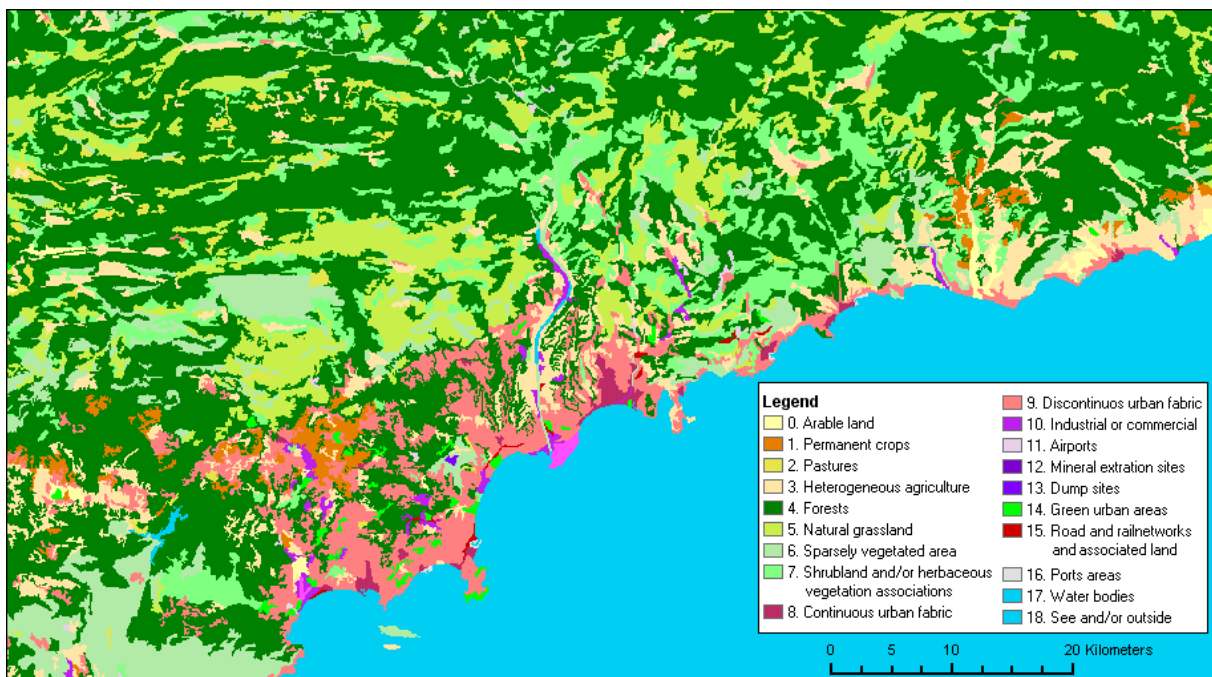 Legend
0. Arable land
1. Permanent crops
2. Pastures
3. Heterogeneous agriculture
4. Forests
5. Natural grassland
6. Sparsely vegetated area
7. Shrubland and/or herbaceous
vegetation associations
8. Continuous urban fabric
9. Discontinuos urban fabric
10. Industrial or commercial
11. Airports
12. Mineral extration sites
13. Dump sites
14. Green urban areas
15. Road and railnetworks
and associated land
16. Ports areas
17. Water bodies
18. See and/or outside
0 5 10 20 Kilometers